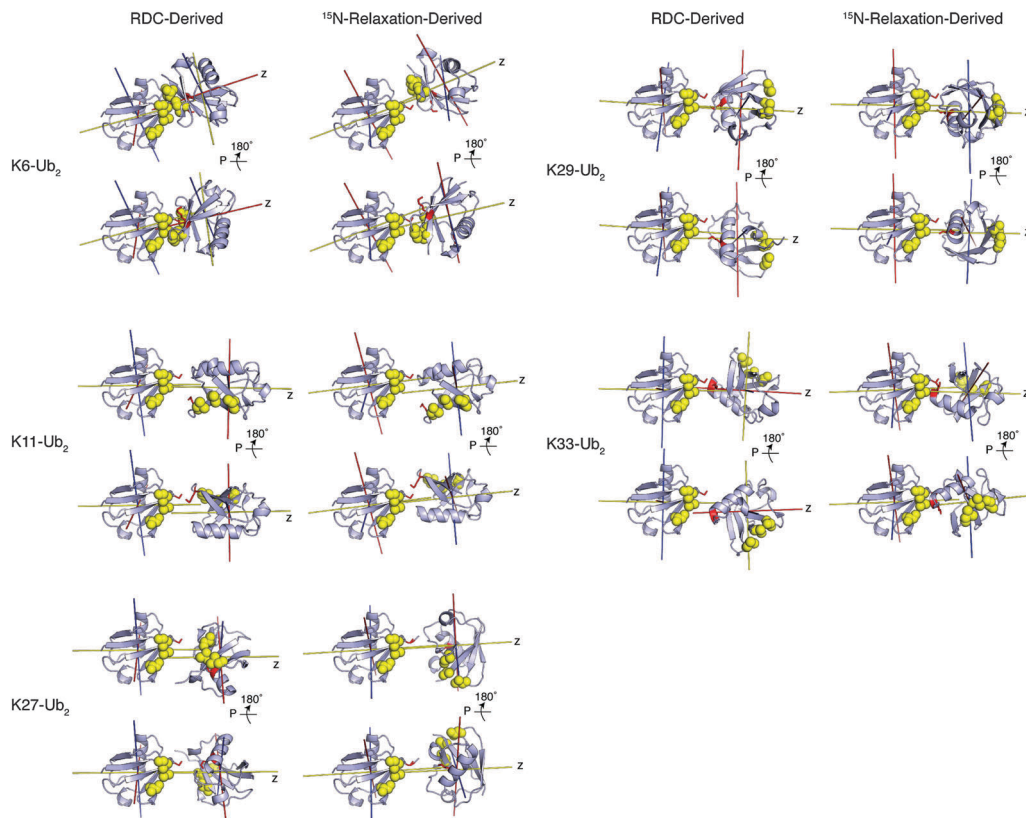 RDC-Derived
¹⁵N-Relaxation-Derived
z
z
K6-Ub₂
P 180°
z
z
K11-Ub₂
z
z
P 180°
P 180°
z
z
K27-Ub₂
z
z
P 180°
P 180°
z
z
RDC-Derived
¹⁵N-Relaxation-Derived
K29-Ub₂
z
z
P 180°
P 180°
z
z
K33-Ub₂
z
z
P 180°
P 180°
z
z